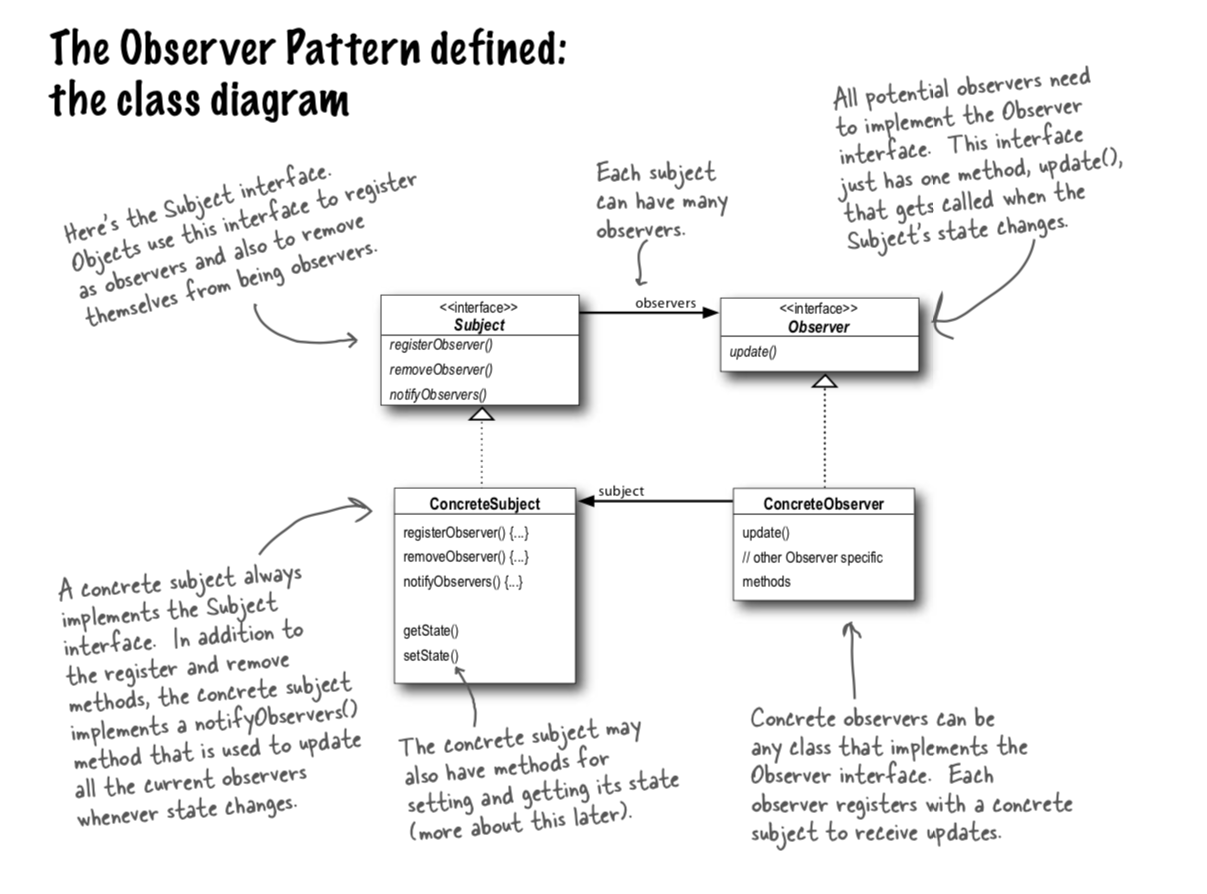 The Observer Pattern defined:
the class diagram
Here's the Subject interface.
Objects use this interface to register
as observers and also to remove
themselves from being observers.
Each subject
can have many
observers.
All potential observers need
to implement the Observer
interface. This interface
just has one method, update(),
that gets called when the
Subject's state changes.
<<interface>>
Subject
registerObserver()
removeObserver()
notifyObservers()
observers
<<interface>>
Observer
update()
ConcreteSubject
registerObserver() {...}
removeObserver() {...}
notifyObservers() {...}
getState()
setState()
subject
ConcreteObserver
update()
// other Observer specific
methods
A concrete subject always
implements the Subject
interface. In addition to
the register and remove
methods, the concrete subject
implements a notifyObservers()
method that is used to update
all the current observers
whenever state changes.
The concrete subject may
also have methods for
setting and getting its state
(more about this later).
Concrete observers can be
any class that implements the
Observer interface. Each
observer registers with a concrete
subject to receive updates.